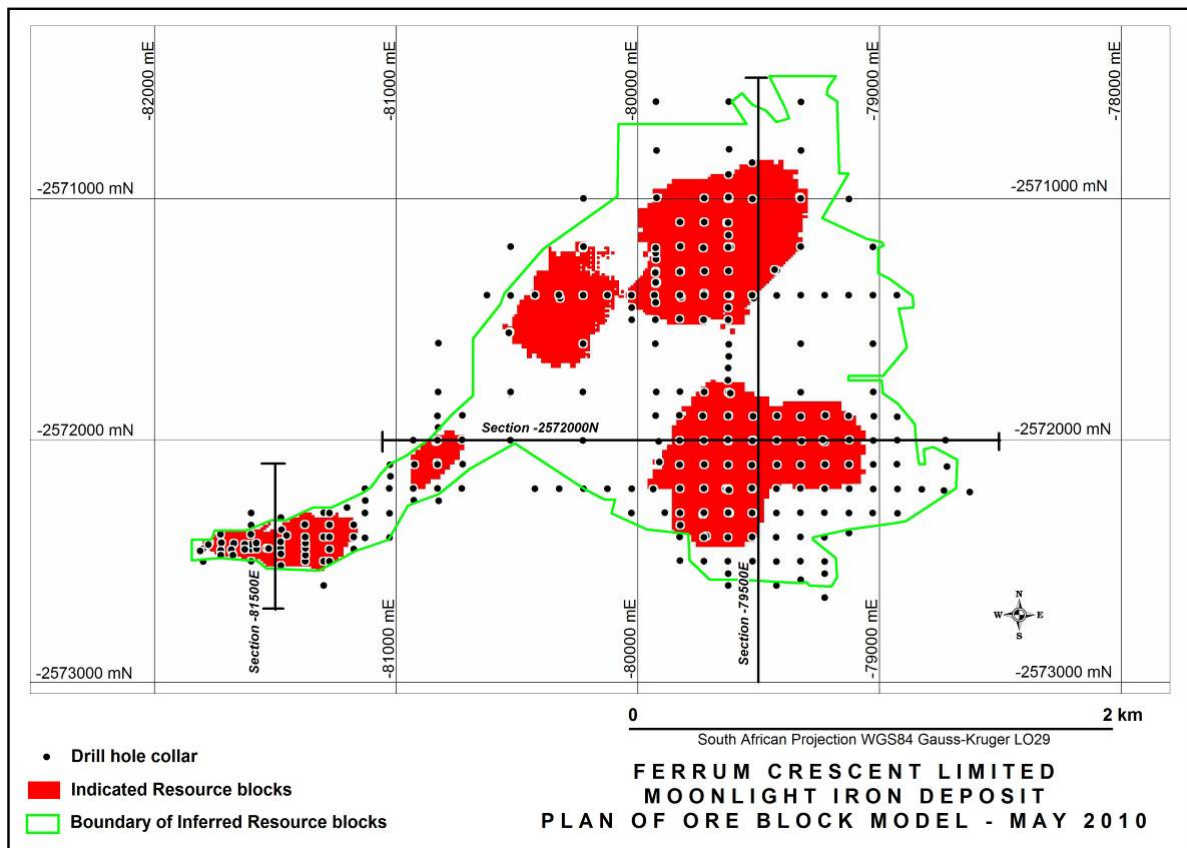 -82000 mE
-81000 mE
-80000 mE
-79000 mE
-78000 mE
-2571000 mN
-2571000 mN
Section -2572000N
-2572000 mN
-2572000 mN
Section -81500E
Section -79500E
N
W E
S
-81000 mE
-80000 mE
-79000 mE
-2573000 mN
-2573000 mN
0 2 km
South African Projection WGS84 Gauss-Kruger LO29
Drill hole collar
Indicated Resource blocks
Boundary of Inferred Resource blocks
FERRUM CRESCENT LIMITED
MOONLIGHT IRON DEPOSIT
PLAN OF ORE BLOCK MODEL - MAY 2010